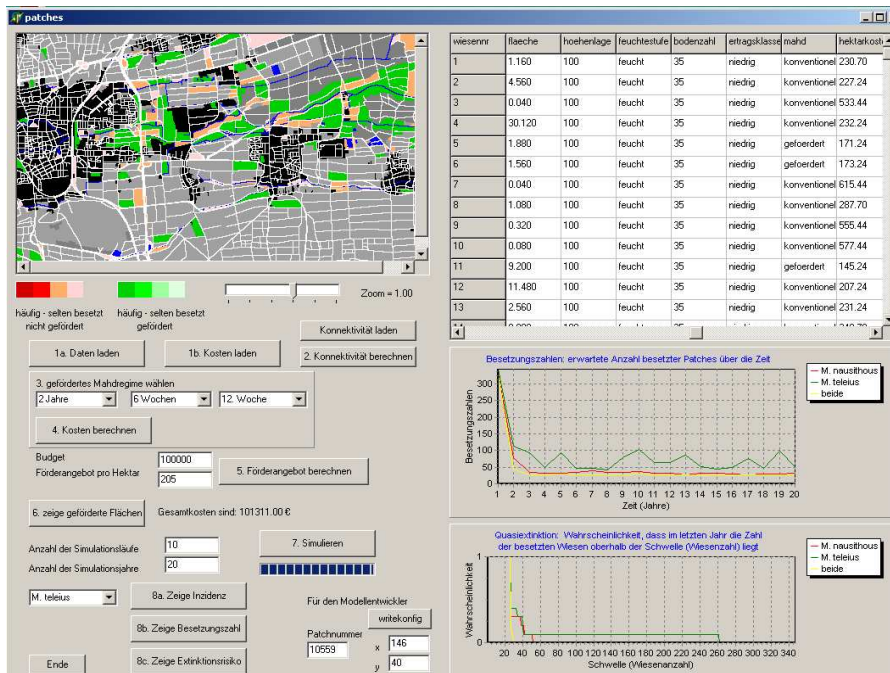 patches
wiesennr flaeche hoehenlage feuchtestufe bodenzahl ertragsklasse mahd hektarkost
1 1.160 100 feucht 35 niedrig konventionel 230.70
2 4.560 100 feucht 35 niedrig konventionel 227.24
3 0.040 100 feucht 35 niedrig konventionel 533.44
4 30.120 100 feucht 35 niedrig konventionel 232.24
5 1.880 100 feucht 35 niedrig gefoerdert 171.24
6 1.560 100 feucht 35 niedrig gefoerdert 173.24
7 0.040 100 feucht 35 niedrig konventionel 615.44
8 1.080 100 feucht 35 niedrig konventionel 287.70
9 0.320 100 feucht 35 niedrig konventionel 555.44
10 0.080 100 feucht 35 niedrig konventionel 577.44
11 9.200 100 feucht 35 niedrig gefoerdert 145.24
12 11.480 100 feucht 35 niedrig konventionel 207.24
13 2.560 100 feucht 35 niedrig konventionel 231.24
Zoom = 1.00
häufig - selten besetzt
nicht gefördert
häufig - selten besetzt
gefördert
Konnektivität laden
1a. Daten laden
1b. Kosten laden
2. Konnektivität berechnen
3. gefördertes Mahdregime wählen
2 Jahre
6 Wochen
12. Woche
4. Kosten berechnen
Budget
100000
Förderangebot pro Hektar
205
5. Förderangebot berechnen
6. zeige geförderte Flächen
Gesamtkosten sind: 101311.00 €
Anzahl der Simulationsläufe
10
Anzahl der Simulationsjahre
20
7. Simulieren
M. teleius
8a. Zeige Inzidenz
8b. Zeige Besetzungszahl
8c. Zeige Extinktionsrisiko
Ende
Für den Modellentwickler
writekonfig
Patchnummer
10559
x 146
y 40
Besetzungszahlen: erwartete Anzahl besetzter Patches über die Zeit
Besetzungszahlen
300
250
200
150
100
50
0
1 2 3 4 5 6 7 8 9 10 11 12 13 14 15 16 17 18 19 20
Zeit (Jahre)
M. nausithous
M. teleius
beide
Quasiextinktion: Wahrscheinlichkeit, dass im letzten Jahr die Zahl
der besetzten Wiesen oberhalb der Schwelle (Wiesenzahl) liegt
Wahrscheinlichkeit
1
0
20 40 60 80 100 120 140 160 180 200 220 240 260 280 300 320 340
Schwelle (Wiesenanzahl)
M. nausithous
M. teleius
beide